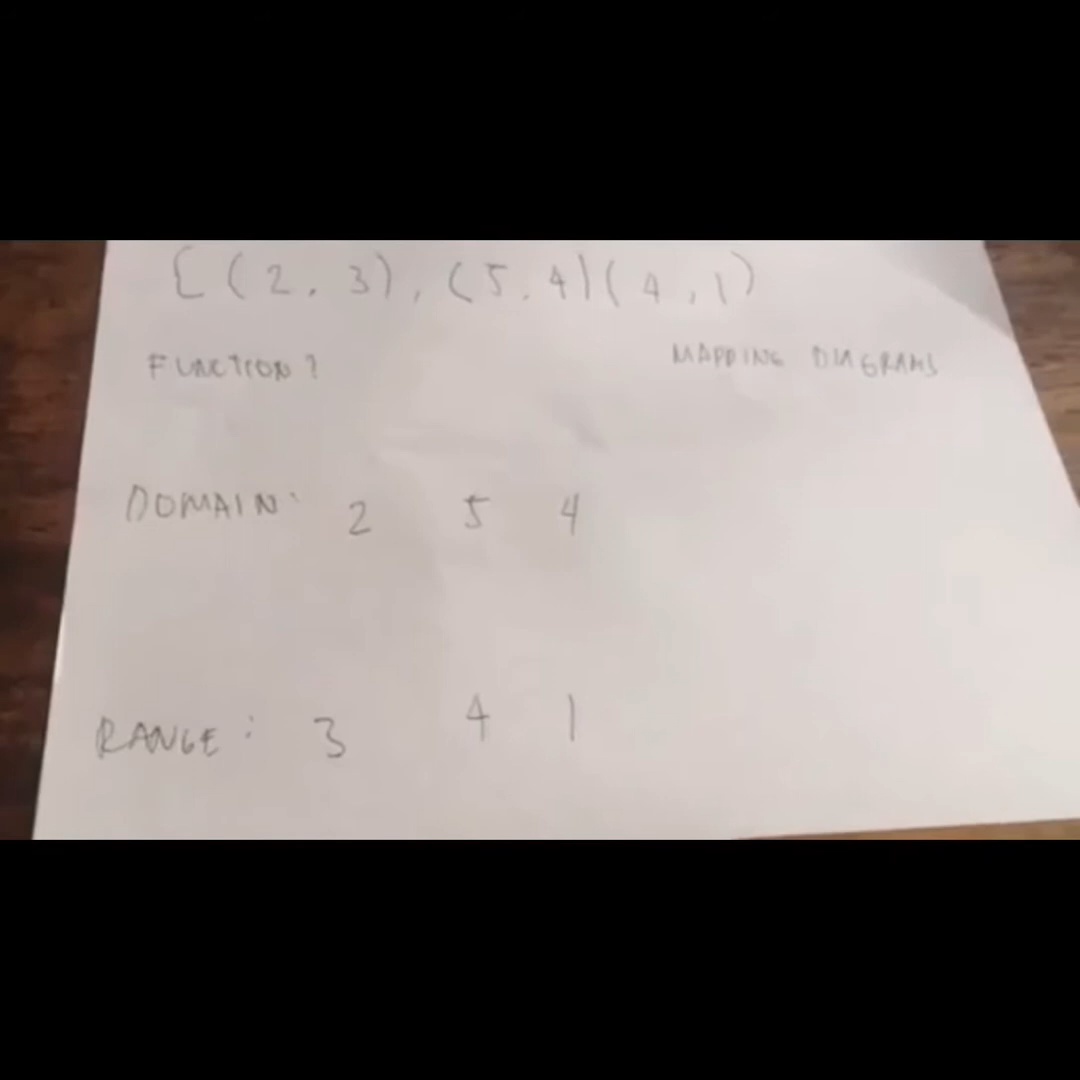 {(2,3),(5,4)(4,1)
FUNCTION?
MAPPING DIAGRAMS
DOMAIN: 2 5 4
RANGE: 3 4 1